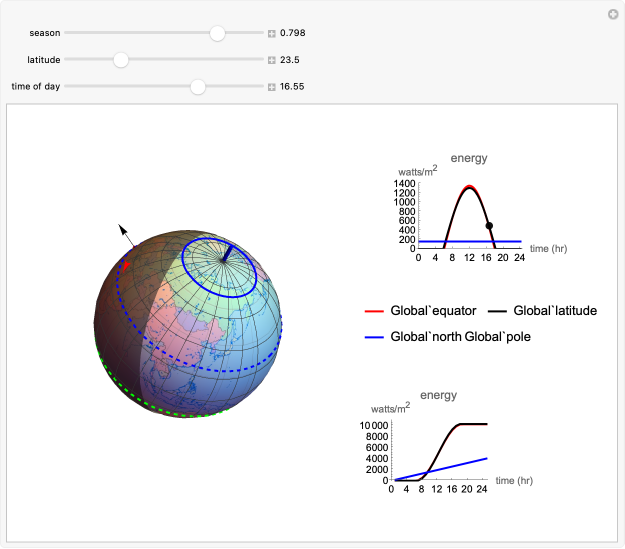 season 0.798
latitude 23.5
time of day 16.55
energy
watts/m2
1400
1200
1000
800
600
400
200
0
0 4 8 12 16 20 24 time (hr)
Global`equator Global`latitude
Global`north Global`pole
energy
watts/m2
10000
8000
6000
4000
2000
0
0 4 8 12 16 20 24 time (hr)